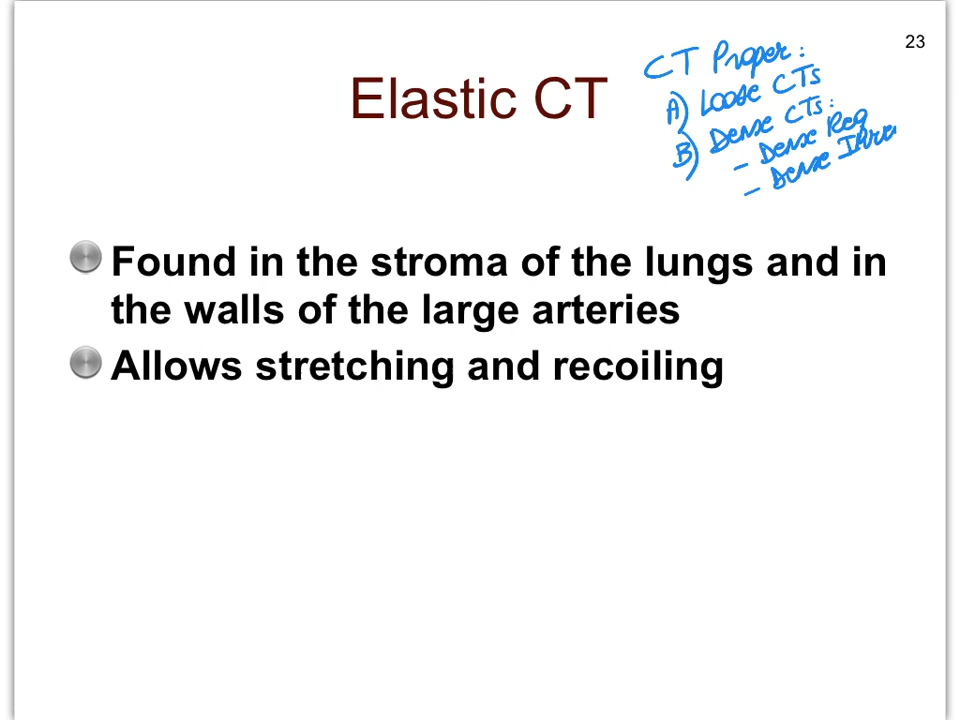 23
Elastic CT
CT Proper:
A) Loose CTs
B) Dense CTs:
- Dense Reg
- Dense Irre
Found in the stroma of the lungs and in
the walls of the large arteries
Allows stretching and recoiling